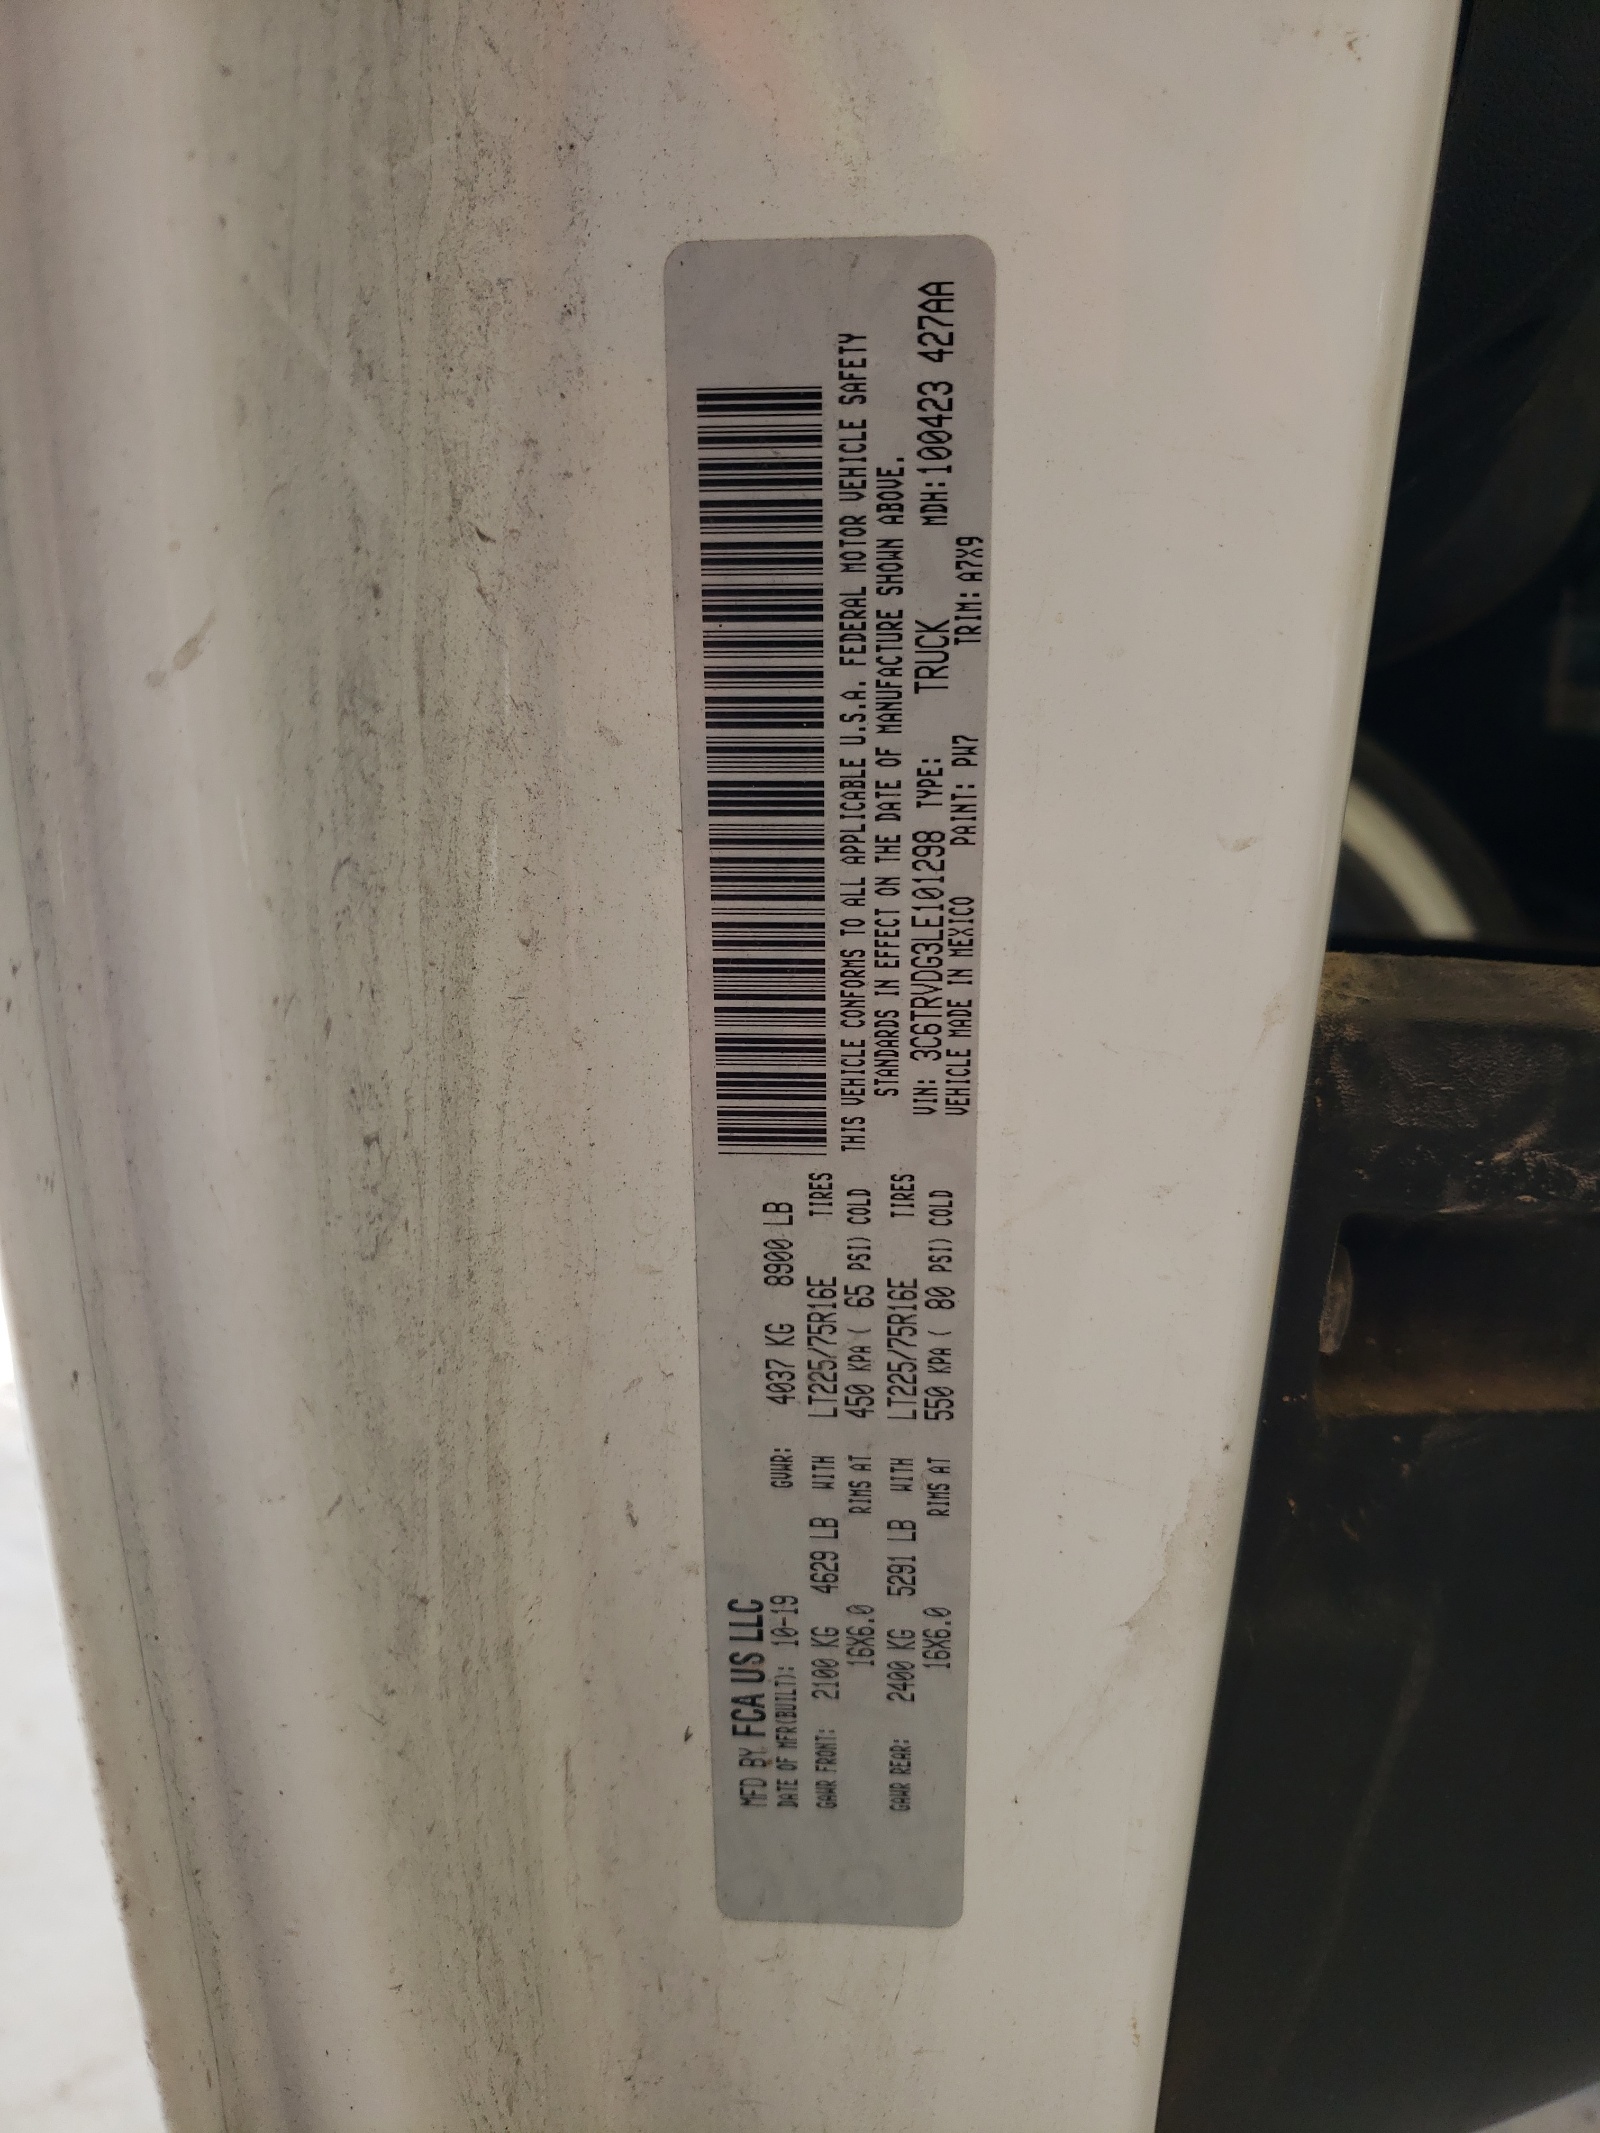 MFD BY FCA US LLC
DATE OF MFR(BUILT): 10-19 GVWR: 4037 KG 8900 LB
GAWR FRONT: 2100 KG 4629 LB WITH LT225/75R16E TIRES
16X6.0 RIMS AT 450 KPA ( 65 PSI) COLD
GAWR REAR: 2400 KG 5291 LB WITH LT225/75R16E TIRES
16X6.0 RIMS AT 550 KPA ( 80 PSI) COLD
THIS VEHICLE CONFORMS TO ALL APPLICABLE U.S.A. FEDERAL MOTOR VEHICLE SAFETY
STANDARDS IN EFFECT ON THE DATE OF MANUFACTURE SHOWN ABOVE.
VIN: 3C6TRVDG3LE101298 TYPE: TRUCK MDH:100423 427AA
VEHICLE MADE IN MEXICO PAINT: PW7 TRIM: A7X9